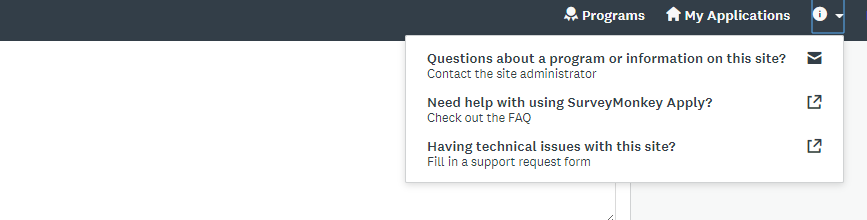 Programs My Applications
Questions about a program or information on this site?
Contact the site administrator
Need help with using SurveyMonkey Apply?
Check out the FAQ
Having technical issues with this site?
Fill in a support request form